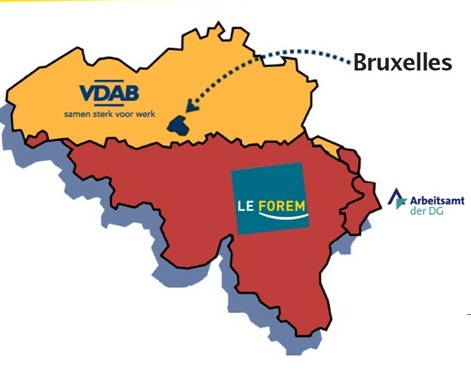 Bruxelles
VDAB
samen sterk voor werk
LE FOREM
Arbeitsamt
der DG